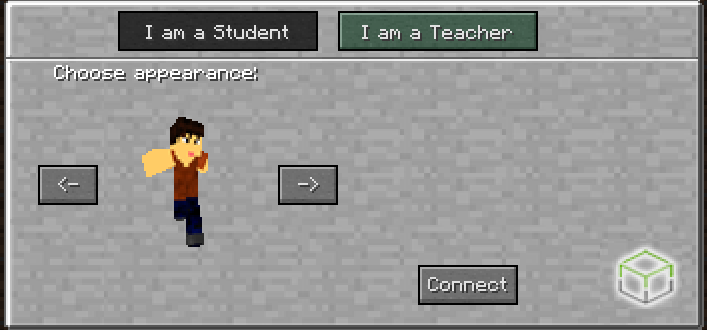 I am a Student
I am a Teacher
Choose appearance:
<-
->
Connect